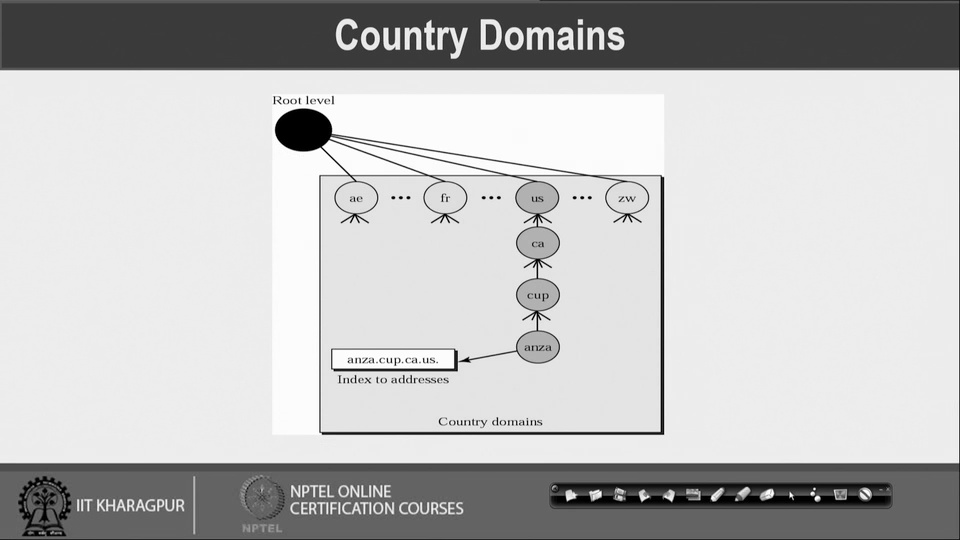 Country Domains
Root level
ae ... fr ... us ... zw
ca
cup
anza
anza.cup.ca.us.
Index to addresses
Country domains
IIT KHARAGPUR
NPTEL
NPTEL ONLINE
CERTIFICATION COURSES